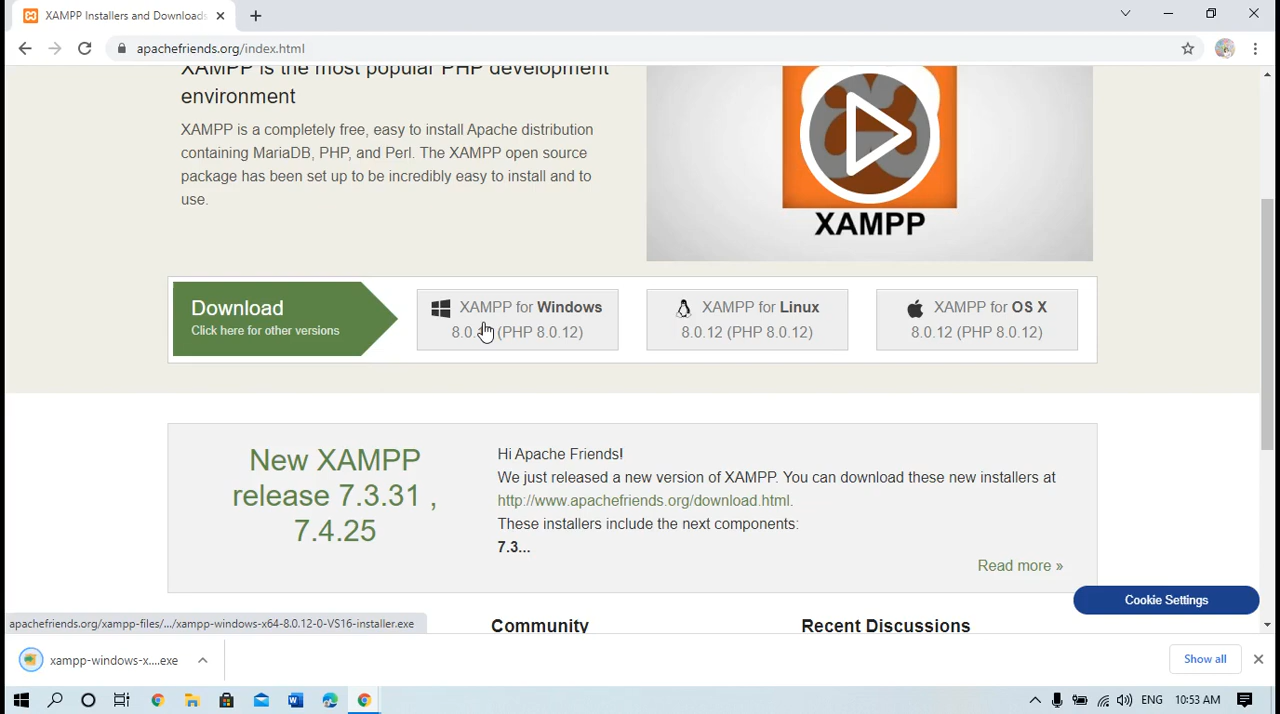 XAMPP Installers and Downloads
apachefriends.org/index.html
XAMPP is the most popular PHP development
environment
XAMPP is a completely free, easy to install Apache distribution
containing MariaDB, PHP, and Perl. The XAMPP open source
package has been set up to be incredibly easy to install and to
use.
XAMPP
Download
Click here for other versions
XAMPP for Windows
8.0. (PHP 8.0.12)
XAMPP for Linux
8.0.12 (PHP 8.0.12)
XAMPP for OS X
8.0.12 (PHP 8.0.12)
New XAMPP
release 7.3.31 ,
7.4.25
Hi Apache Friends!
We just released a new version of XAMPP. You can download these new installers at
http://www.apachefriends.org/download.html.
These installers include the next components:
7.3...
Read more »
Cookie Settings
apachefriends.org/xampp-files/.../xampp-windows-x64-8.0.12-0-VS16-installer.exe
Community
Recent Discussions
xampp-windows-x....exe
Show all
ENG
10:53 AM